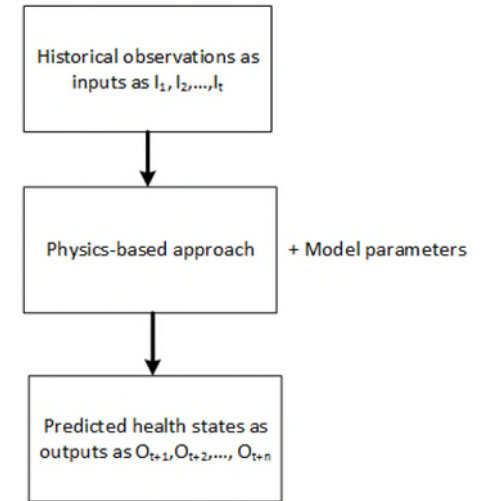 Historical observations as
inputs as I₁, I₂,...,Iₜ
Physics-based approach
+ Model parameters
Predicted health states as
outputs as Oₜ₊₁,Oₜ₊₂,..., Oₜ₊ₙ